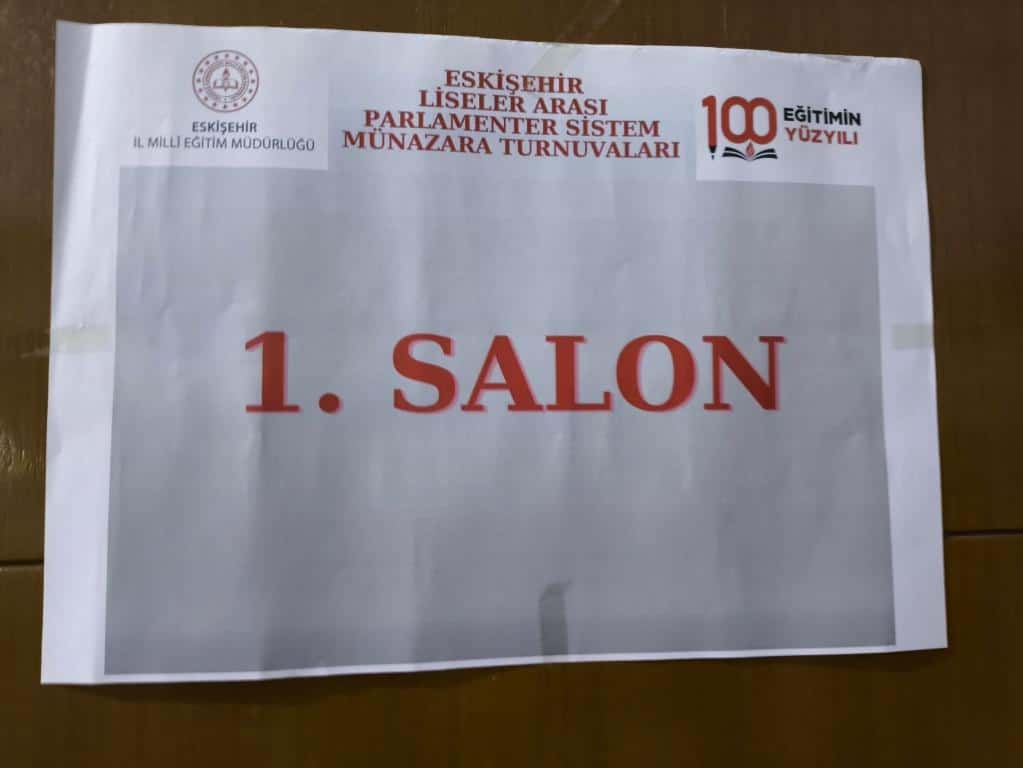 ESKİŞEHİR
İL MİLLÎ EĞİTİM MÜDÜRLÜĞÜ
ESKİŞEHİR
LİSELER ARASI
PARLAMENTER SİSTEM
MÜNAZARA TURNUVALARI
100 EĞİTİMİN
YÜZYILI
1. SALON